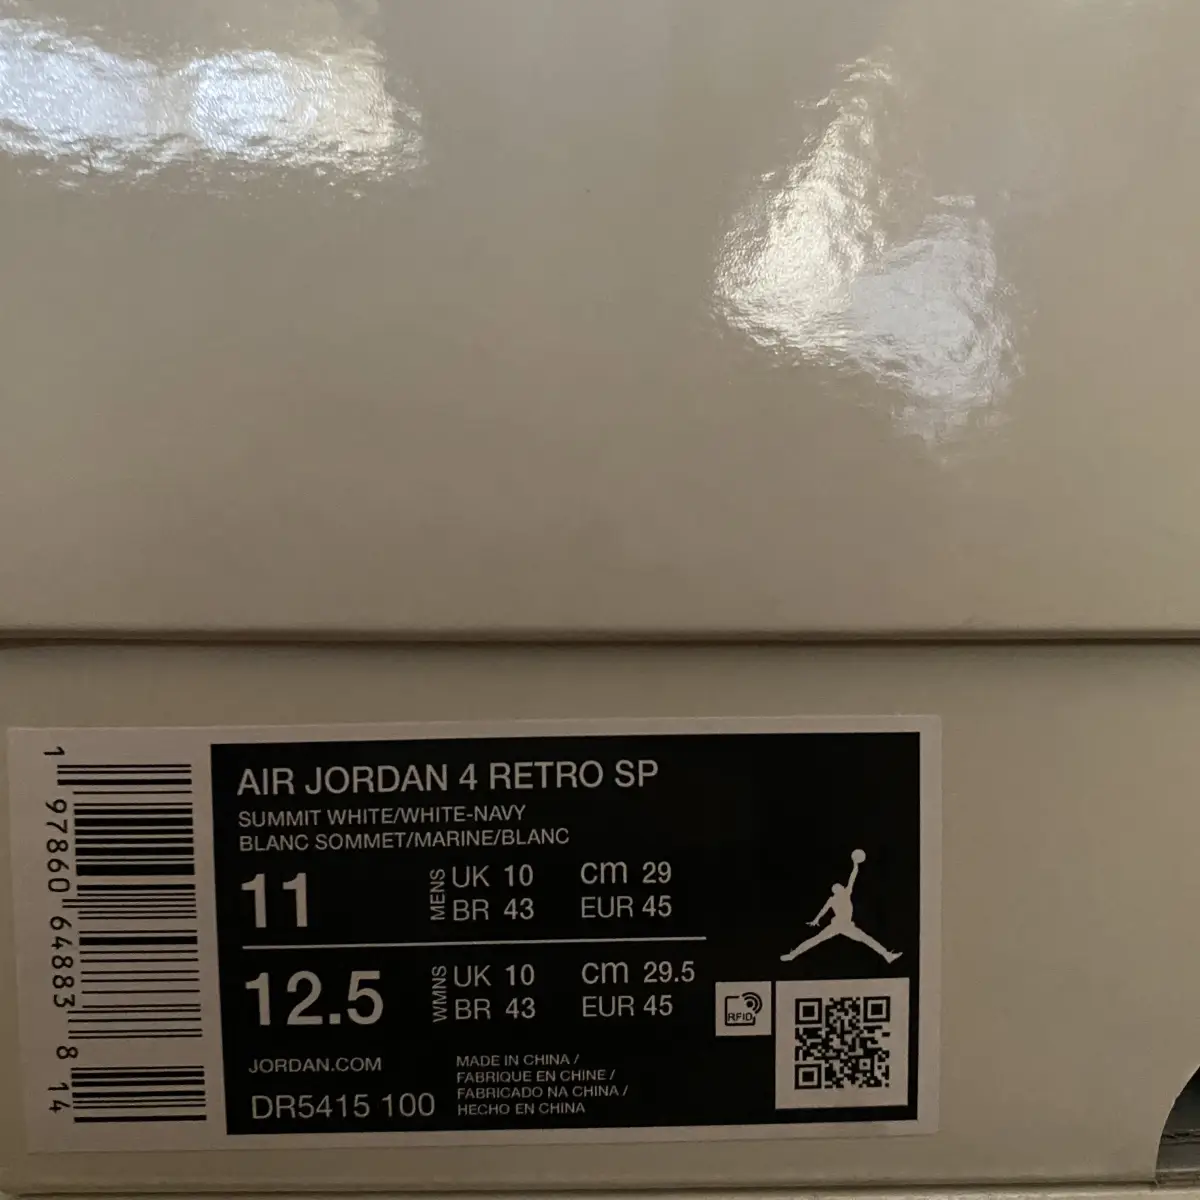 AIR JORDAN 4 RETRO SP
SUMMIT WHITE/WHITE-NAVY
BLANC SOMMET/MARINE/BLANC
11
MENS
UK 10 CM 29
BR 43 EUR 45
12.5
WMNS
UK 10 CM 29.5
BR 43 EUR 45
JORDAN.COM
DR5415 100
MADE IN CHINA /
FABRIQUE EN CHINE /
FABRICADO NA CHINA /
HECHO EN CHINA
RFID
1 97860 64883 8 14